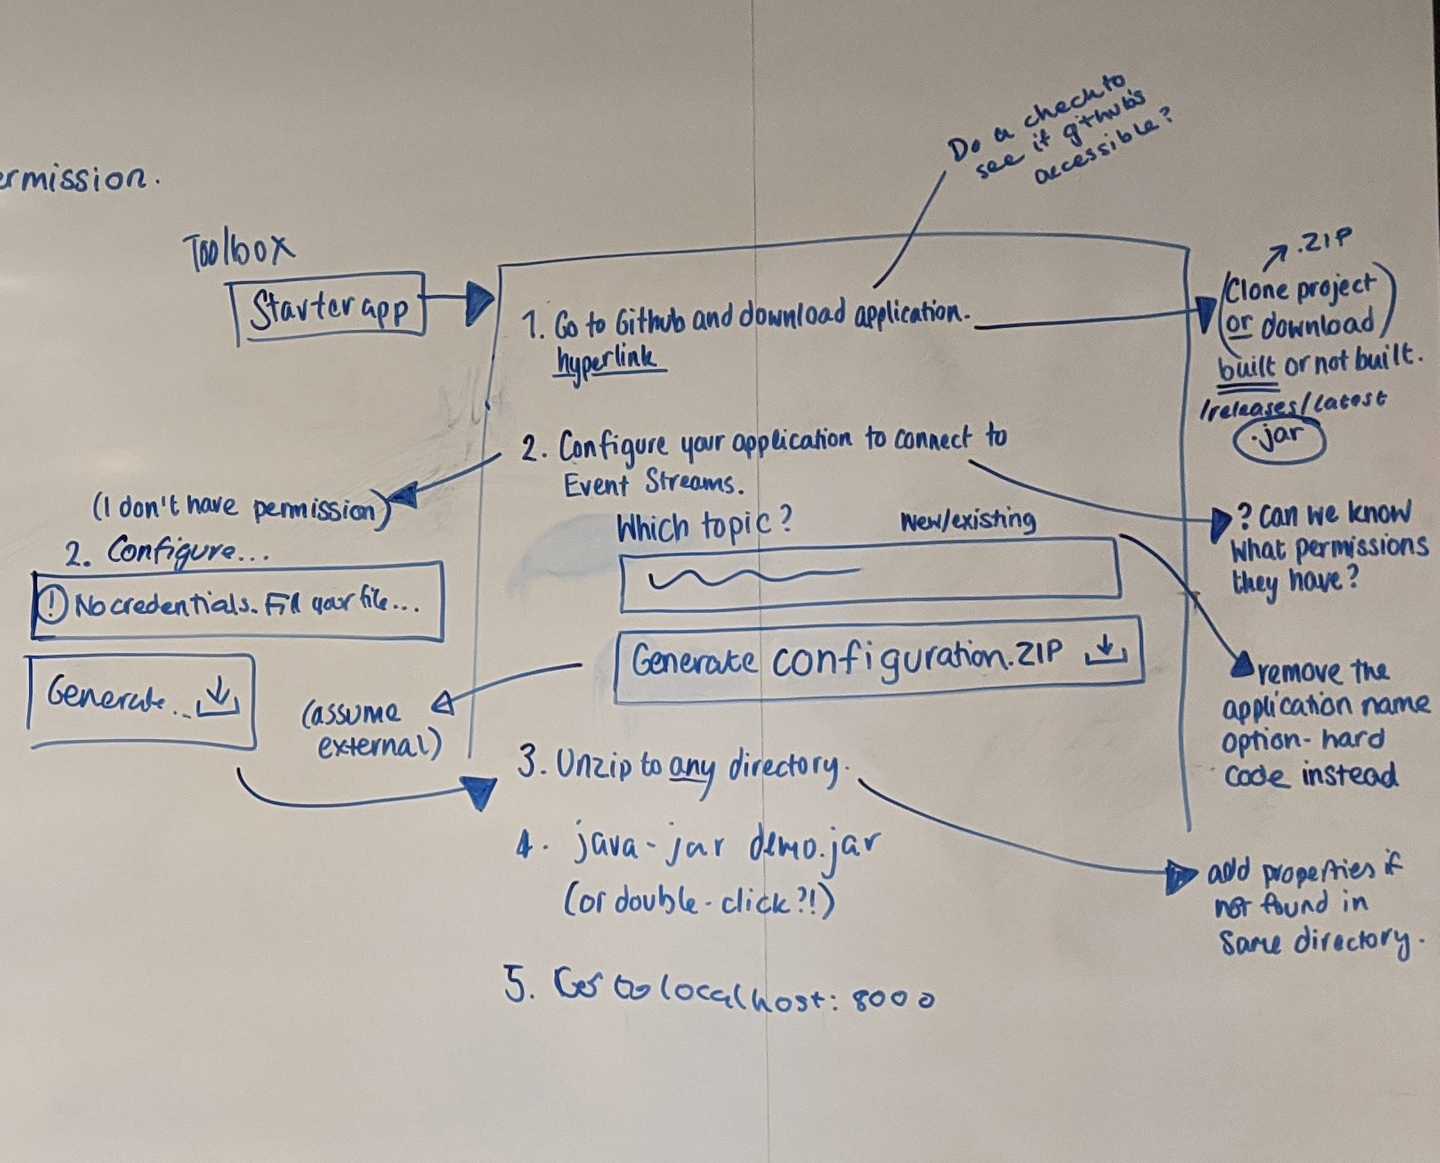 ermission.
Do a check to
see if github's
accessible?
Toolbox
Starter app
1. Go to Github and download application.
hyperlink
.ZIP
(Clone project
or download)
built or not built.
/releases/latest
.jar
2. Configure your application to connect to
Event Streams.
Which topic? New/existing
Generate configuration.ZIP
(I don't have permission)
2. Configure...
! No credentials. Fill your file...
Generate...
(assume
external)
? Can we know
what permissions
they have?
remove the
application name
option-hard
code instead
3. Unzip to any directory.
add properties if
not found in
same directory.
4. java-jar demo.jar
(or double-click?!)
5. to localhost:8000